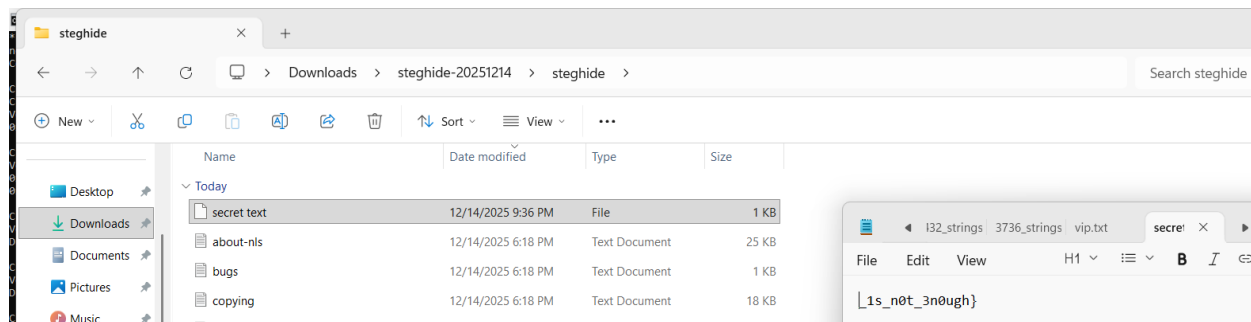 steghide
Downloads > steghide-20251214 > steghide >
Search steghide
New
Sort
View
Name
Date modified
Type
Size
Today
Desktop
Downloads
Documents
Pictures
Music
secret text 12/14/2025 9:36 PM File 1 KB
about-nls 12/14/2025 6:18 PM Text Document 25 KB
bugs 12/14/2025 6:18 PM Text Document 1 KB
copying 12/14/2025 6:18 PM Text Document 18 KB
l32_strings 3736_strings vip.txt secret
File Edit View H1 B I
_1s_n0t_3n0ugh}